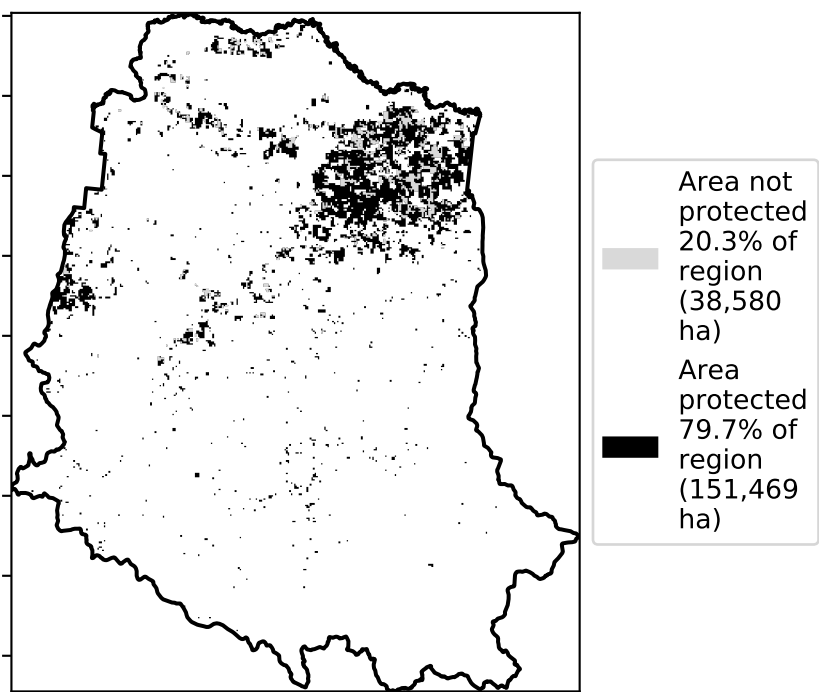 Area not
protected
20.3% of
region
(38,580
ha)
Area
protected
79.7% of
region
(151,469
ha)